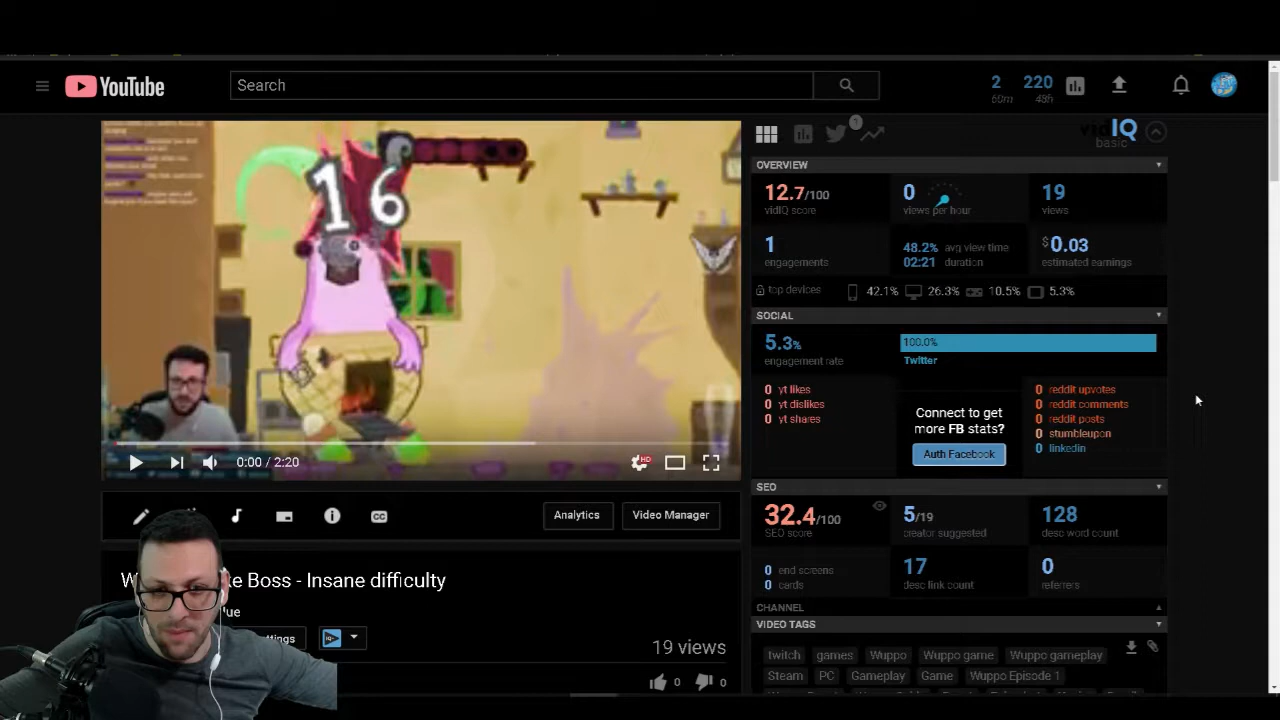 YouTube
Search
2
60m
220
48h
vidIQ
basic
1
OVERVIEW
12.7/100
vidIQ score
0
views per hour
19
views
1
engagements
48.2% avg view time
02:21 duration
$0.03
estimated earnings
top devices
42.1%
26.3%
10.5%
5.3%
SOCIAL
5.3%
engagement rate
100.0%
Twitter
0 yt likes
0 yt dislikes
0 yt shares
Connect to get
more FB stats?
Auth Facebook
0 reddit upvotes
0 reddit comments
0 reddit posts
0 stumbleupon
0 linkedin
SEO
32.4/100
SEO score
5/19
creator suggested
128
desc word count
0 end screens
0 cards
17
desc link count
0
referrers
CHANNEL
VIDEO TAGS
twitch games Wuppo Wuppo game Wuppo gameplay
Steam PC Gameplay Game Wuppo Episode 1
16
0:00 / 2:20
HD
CC
Analytics
Video Manager
Boss - Insane difficulty
19 views
0
0